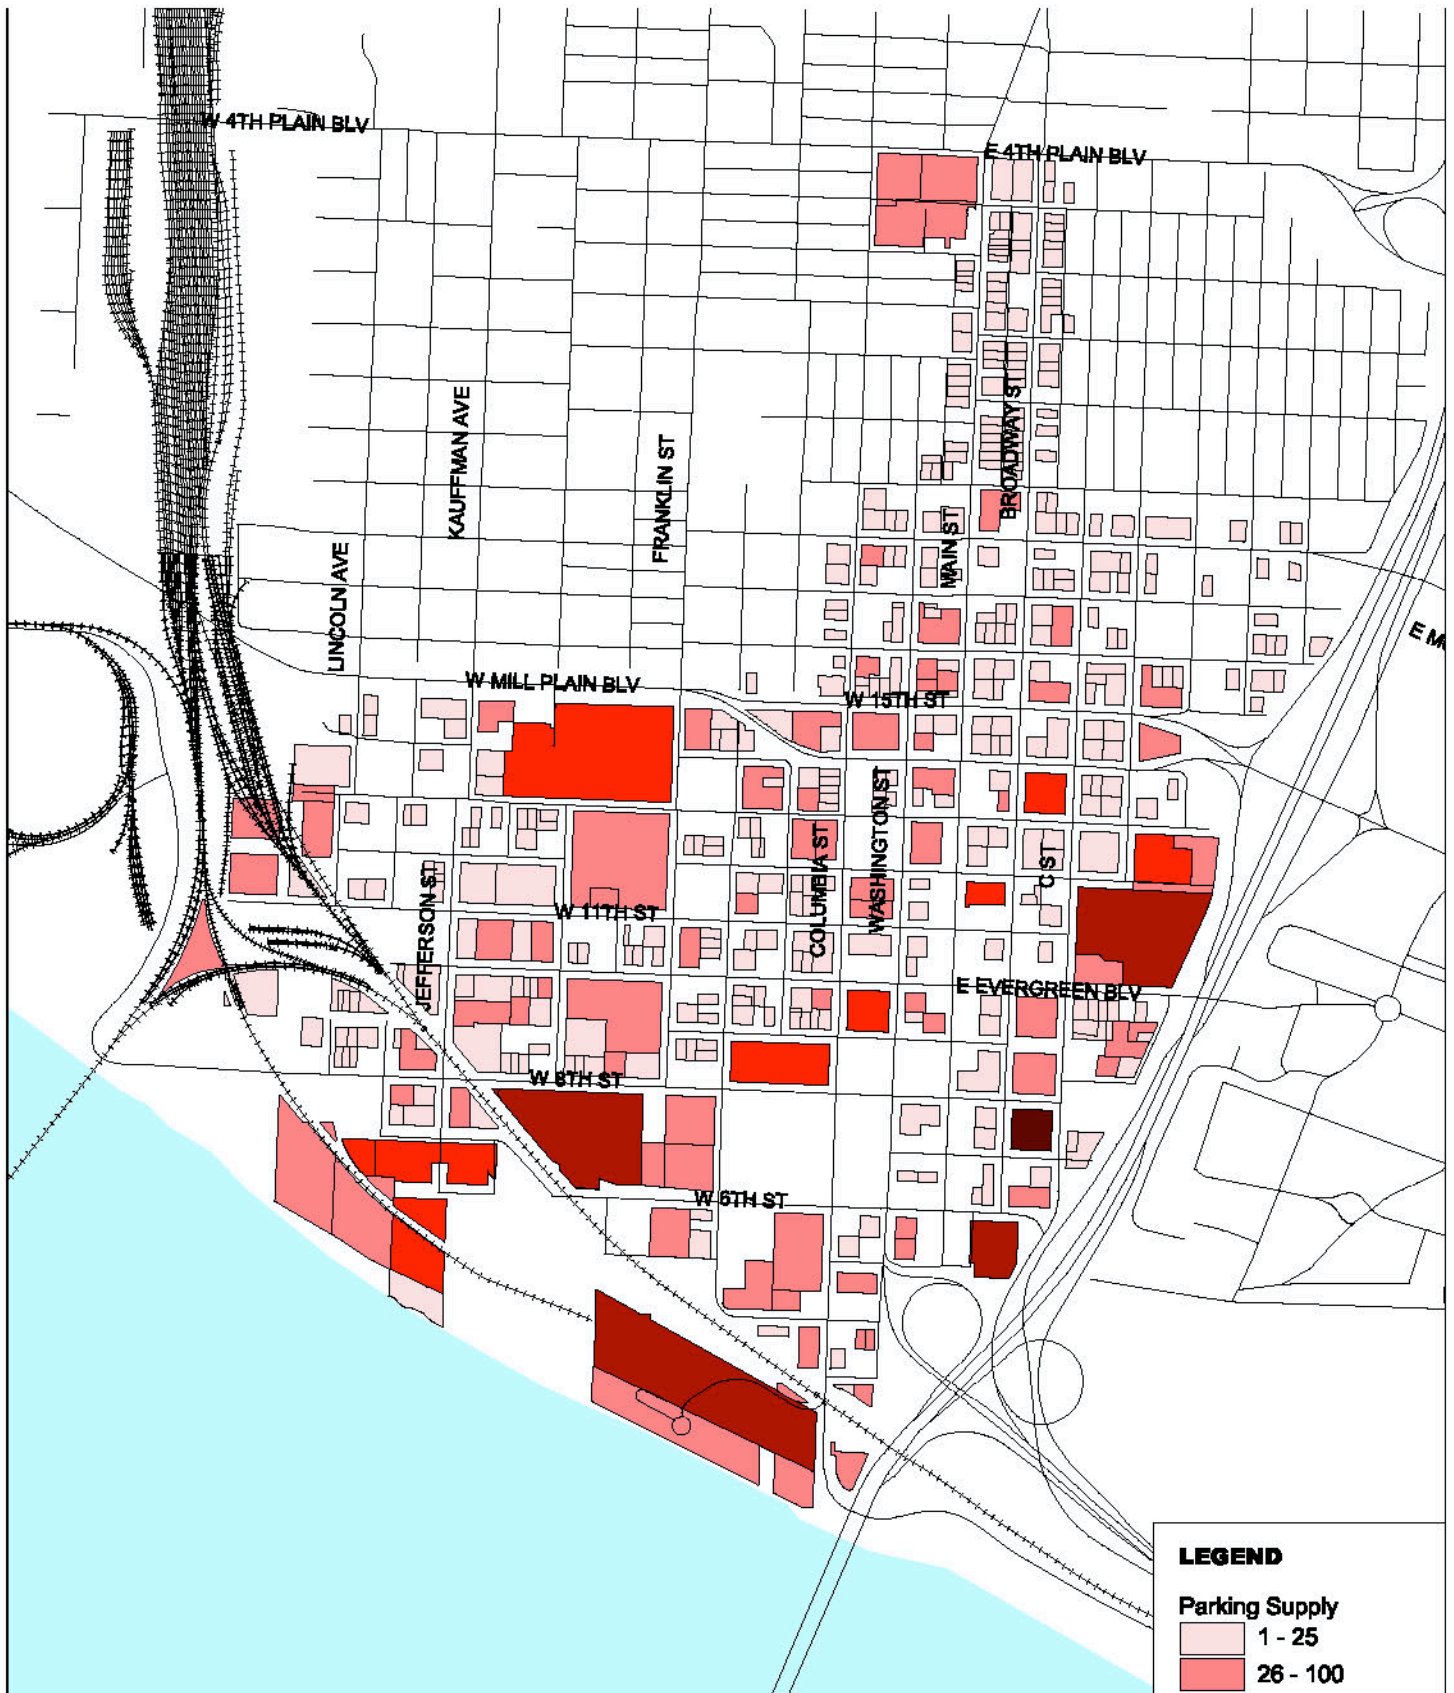 W 4TH PLAIN BLV
E 4TH PLAIN BLV
KAUFFMAN AVE
FRANKLIN ST
BROADWAY ST
MAIN ST
LINCOLN AVE
E M
W MILL PLAIN BLV
W 15TH ST
COLUMBIA ST
WASHINGTON ST
C ST
JEFFERSON ST
W 11TH ST
E EVERGREEN BLV
W 8TH ST
W 6TH ST
LEGEND
Parking Supply
1 - 25
26 - 100